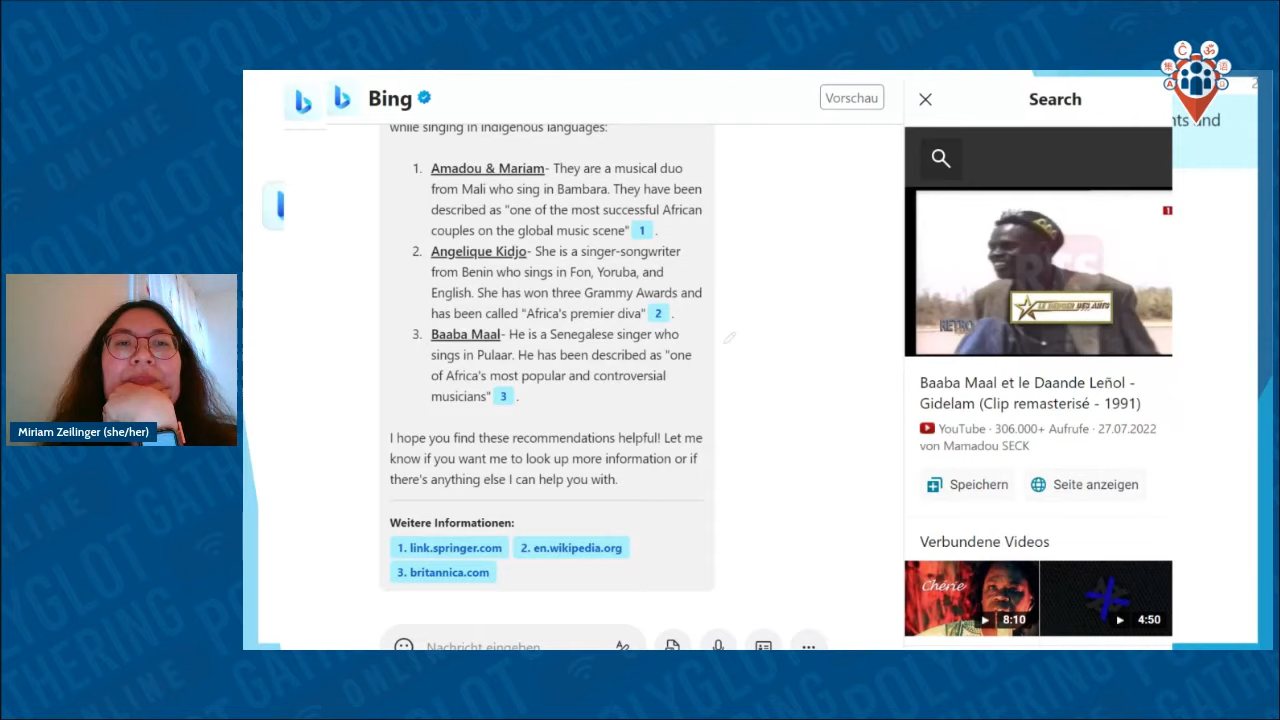 Bing
Vorschau
Search
nts and
while singing in indigenous languages:
1. Amadou & Mariam- They are a musical duo
from Mali who sing in Bambara. They have been
described as "one of the most successful African
couples on the global music scene" 1 .
2. Angelique Kidjo- She is a singer-songwriter
from Benin who sings in Fon, Yoruba, and
English. She has won three Grammy Awards and
has been called "Africa's premier diva" 2 .
3. Baaba Maal- He is a Senegalese singer who
sings in Pulaar. He has been described as "one
of Africa's most popular and controversial
musicians" 3 .
I hope you find these recommendations helpful! Let me
know if you want me to look up more information or if
there's anything else I can help you with.
Weitere Informationen:
1. link.springer.com 2. en.wikipedia.org
3. britannica.com
Nachricht eingeben
RETRO
Baaba Maal et le Daande Leñol -
Gidelam (Clip remasterisé - 1991)
YouTube · 306.000+ Aufrufe · 27.07.2022
von Mamadou SECK
Speichern
Seite anzeigen
Verbundene Videos
Chérie
8:10
4:50
Miriam Zeilinger (she/her)
POLYGLOT GATHERING ONLINE